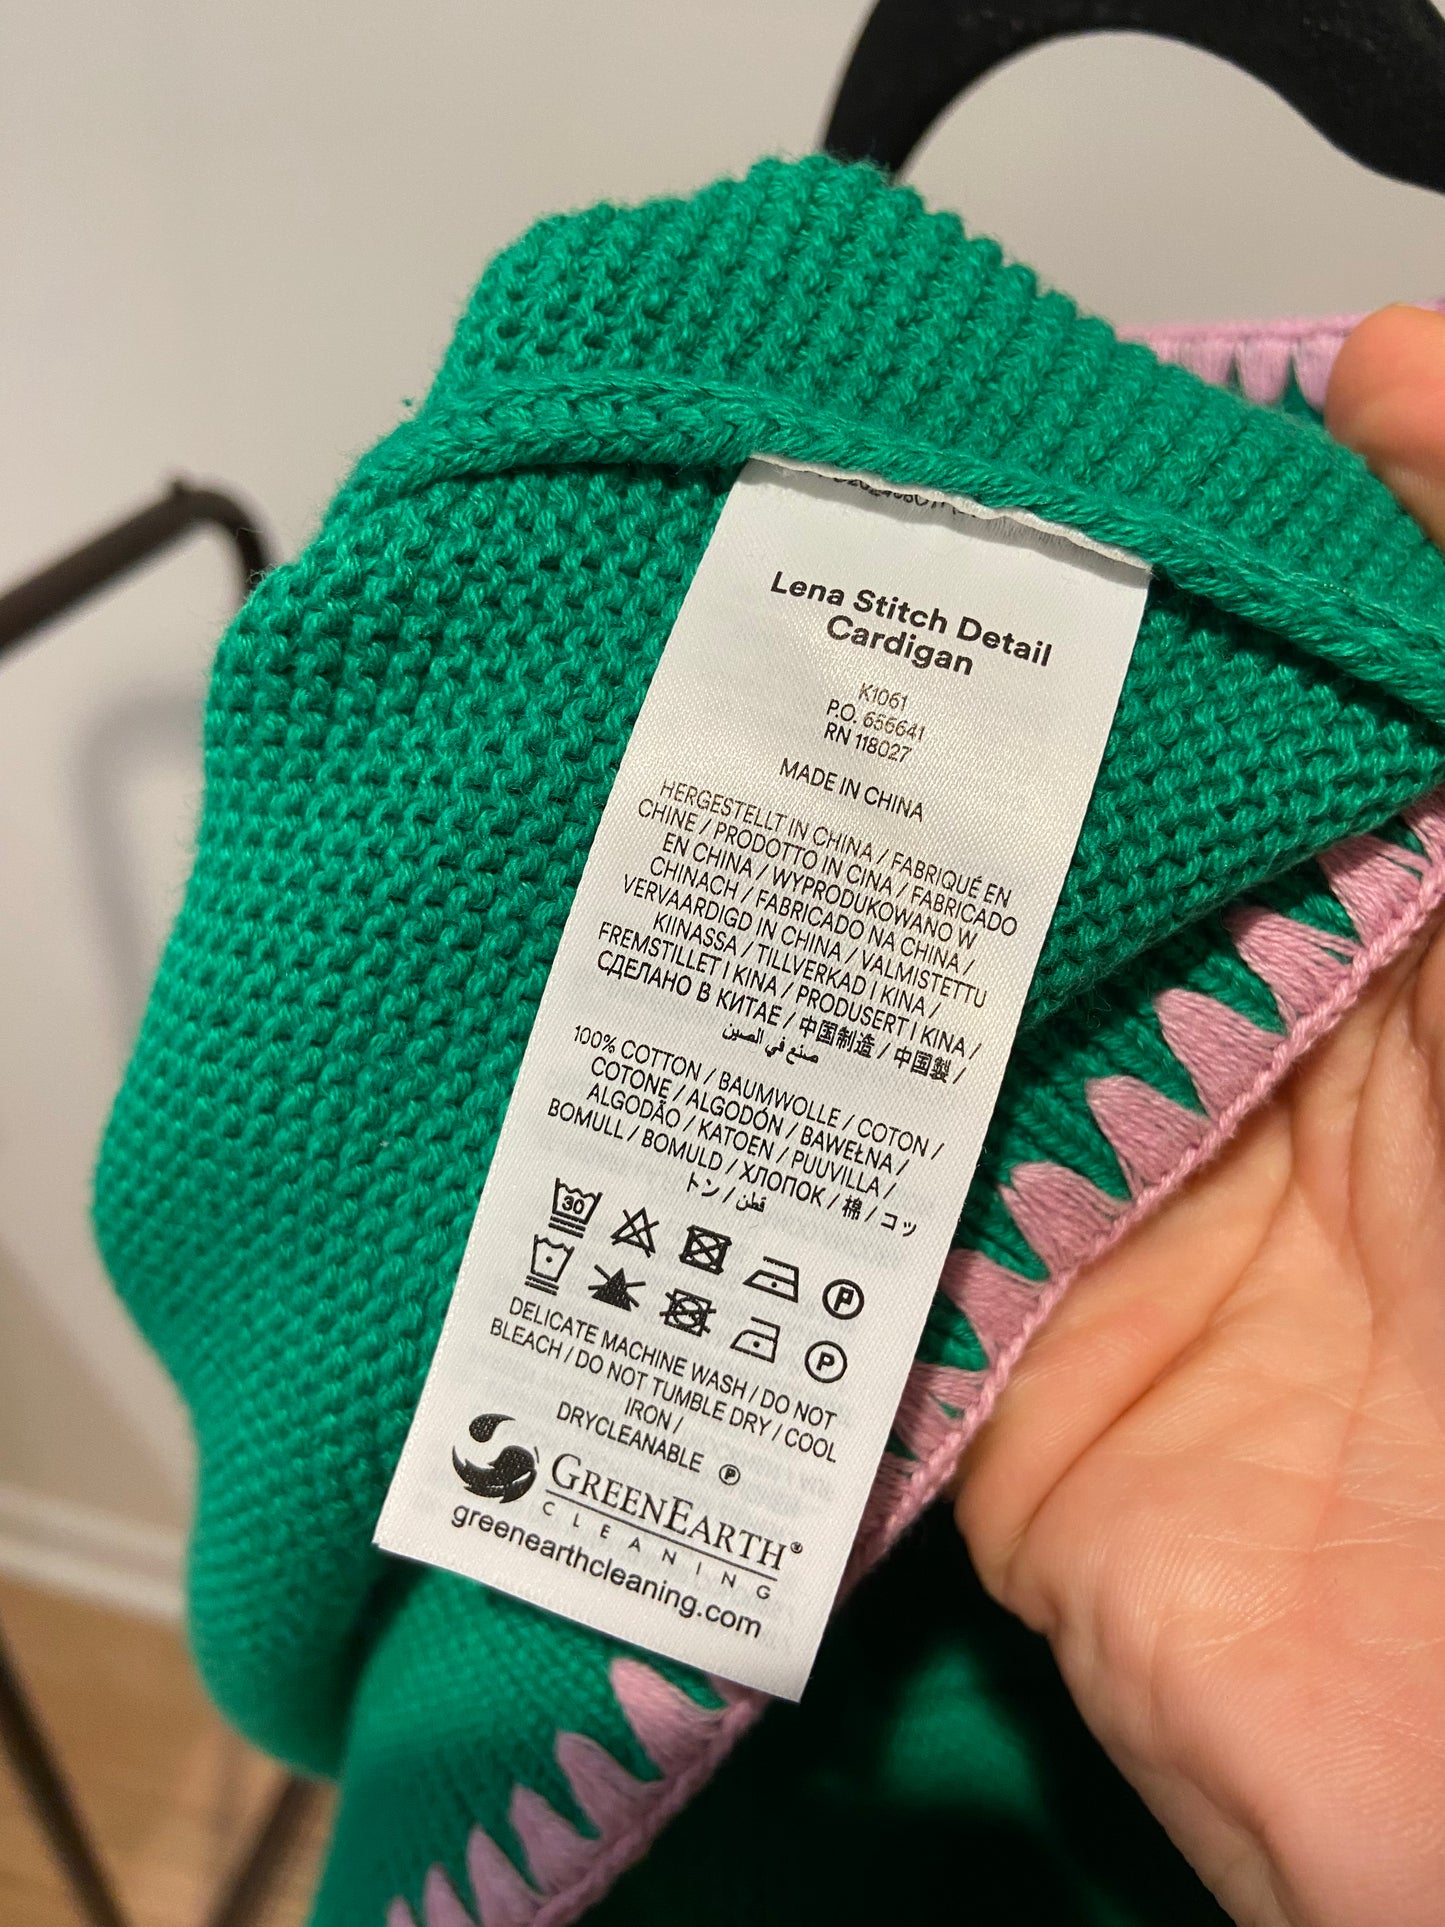 Lena Stitch Detail
Cardigan
K1061
P.O. 656641
RN 118027
MADE IN CHINA
HERGESTELLT IN CHINA / FABRIQUÉ EN
CHINE / PRODOTTO IN CINA / FABRICADO
EN CHINA / WYPRODUKOWANO W
CHINACH / FABRICADO NA CHINA /
VERVAARDIGD IN CHINA / VALMISTETTU
KIINASSA / TILLVERKAD I KINA /
FREMSTILLET I KINA / PRODUSERT I KINA /
СДЕЛАНО В КИТАЕ / 中国制造 / 中国製 /
صنع في الصين
100% COTTON / BAUMWOLLE / COTON /
COTONE / ALGODÓN / BAWEŁNA /
ALGODÃO / KATOEN / PUUVILLA /
BOMULL / BOMULD / ХЛОПОК / 棉 / コッ
トン / قطن
30
P
P
DELICATE MACHINE WASH / DO NOT
BLEACH / DO NOT TUMBLE DRY / COOL
IRON /
DRYCLEANABLE P
GREENEARTH®
CLEANING
greenearthcleaning.com